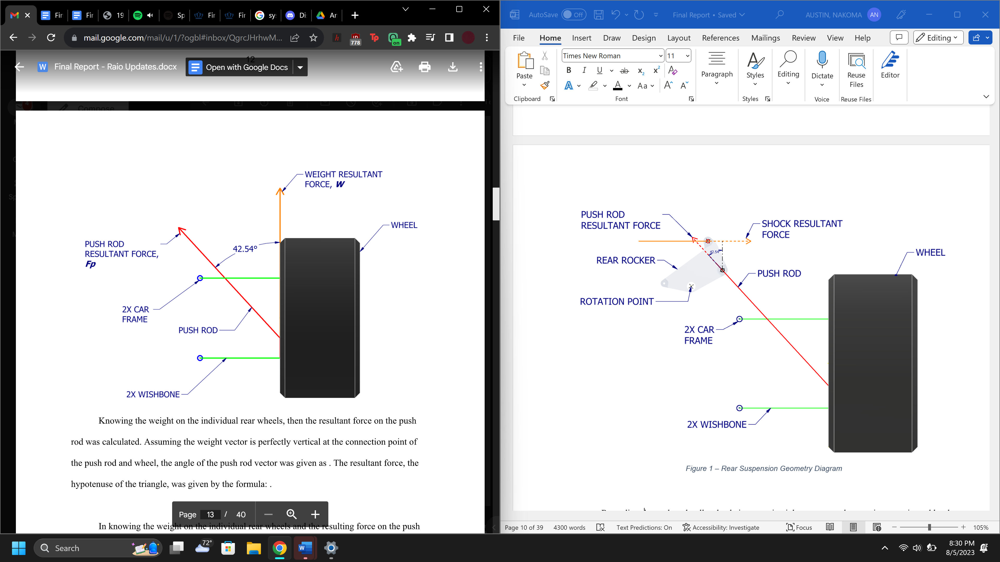 Fir
Fir
19
Sp
Fir
Fir
sy
Di
Ar
mail.google.com/mail/u/1/?ogbl#inbox/QgrcJHrhwM...
778
on
12
Final Report - Raio Updates.docx
Open with Google Docs
Compose
WEIGHT RESULTANT
FORCE, W
WHEEL
PUSH ROD
RESULTANT FORCE,
Fp
42.54°
2X CAR
FRAME
PUSH ROD
2X WISHBONE
Knowing the weight on the individual rear wheels, then the resultant force on the push
rod was calculated. Assuming the weight vector is perfectly vertical at the connection point of
the push rod and wheel, the angle of the push rod vector was given as . The resultant force, the
hypotenuse of the triangle, was given by the formula: .
Page 13 / 40
In knowing the weight on the individual rear wheels and the resulting force on the push
AutoSave Off
Final Report • Saved
AUSTIN, NAKOMA AN
File Home Insert Draw Design Layout References Mailings Review View Help
Editing
Paste
Times New Roman 11
Paragraph
Styles
Editing
Dictate
Reuse
Files
Editor
Clipboard Font Styles Voice Reuse Files
PUSH ROD
RESULTANT FORCE
SHOCK RESULTANT
FORCE
42.54°
REAR ROCKER
WHEEL
PUSH ROD
ROTATION POINT
2X CAR
FRAME
2X WISHBONE
Figure 1 – Rear Suspension Geometry Diagram
Page 10 of 39 4300 words Text Predictions: On Accessibility: Investigate Focus 105%
Search
72°
8:30 PM
8/5/2023